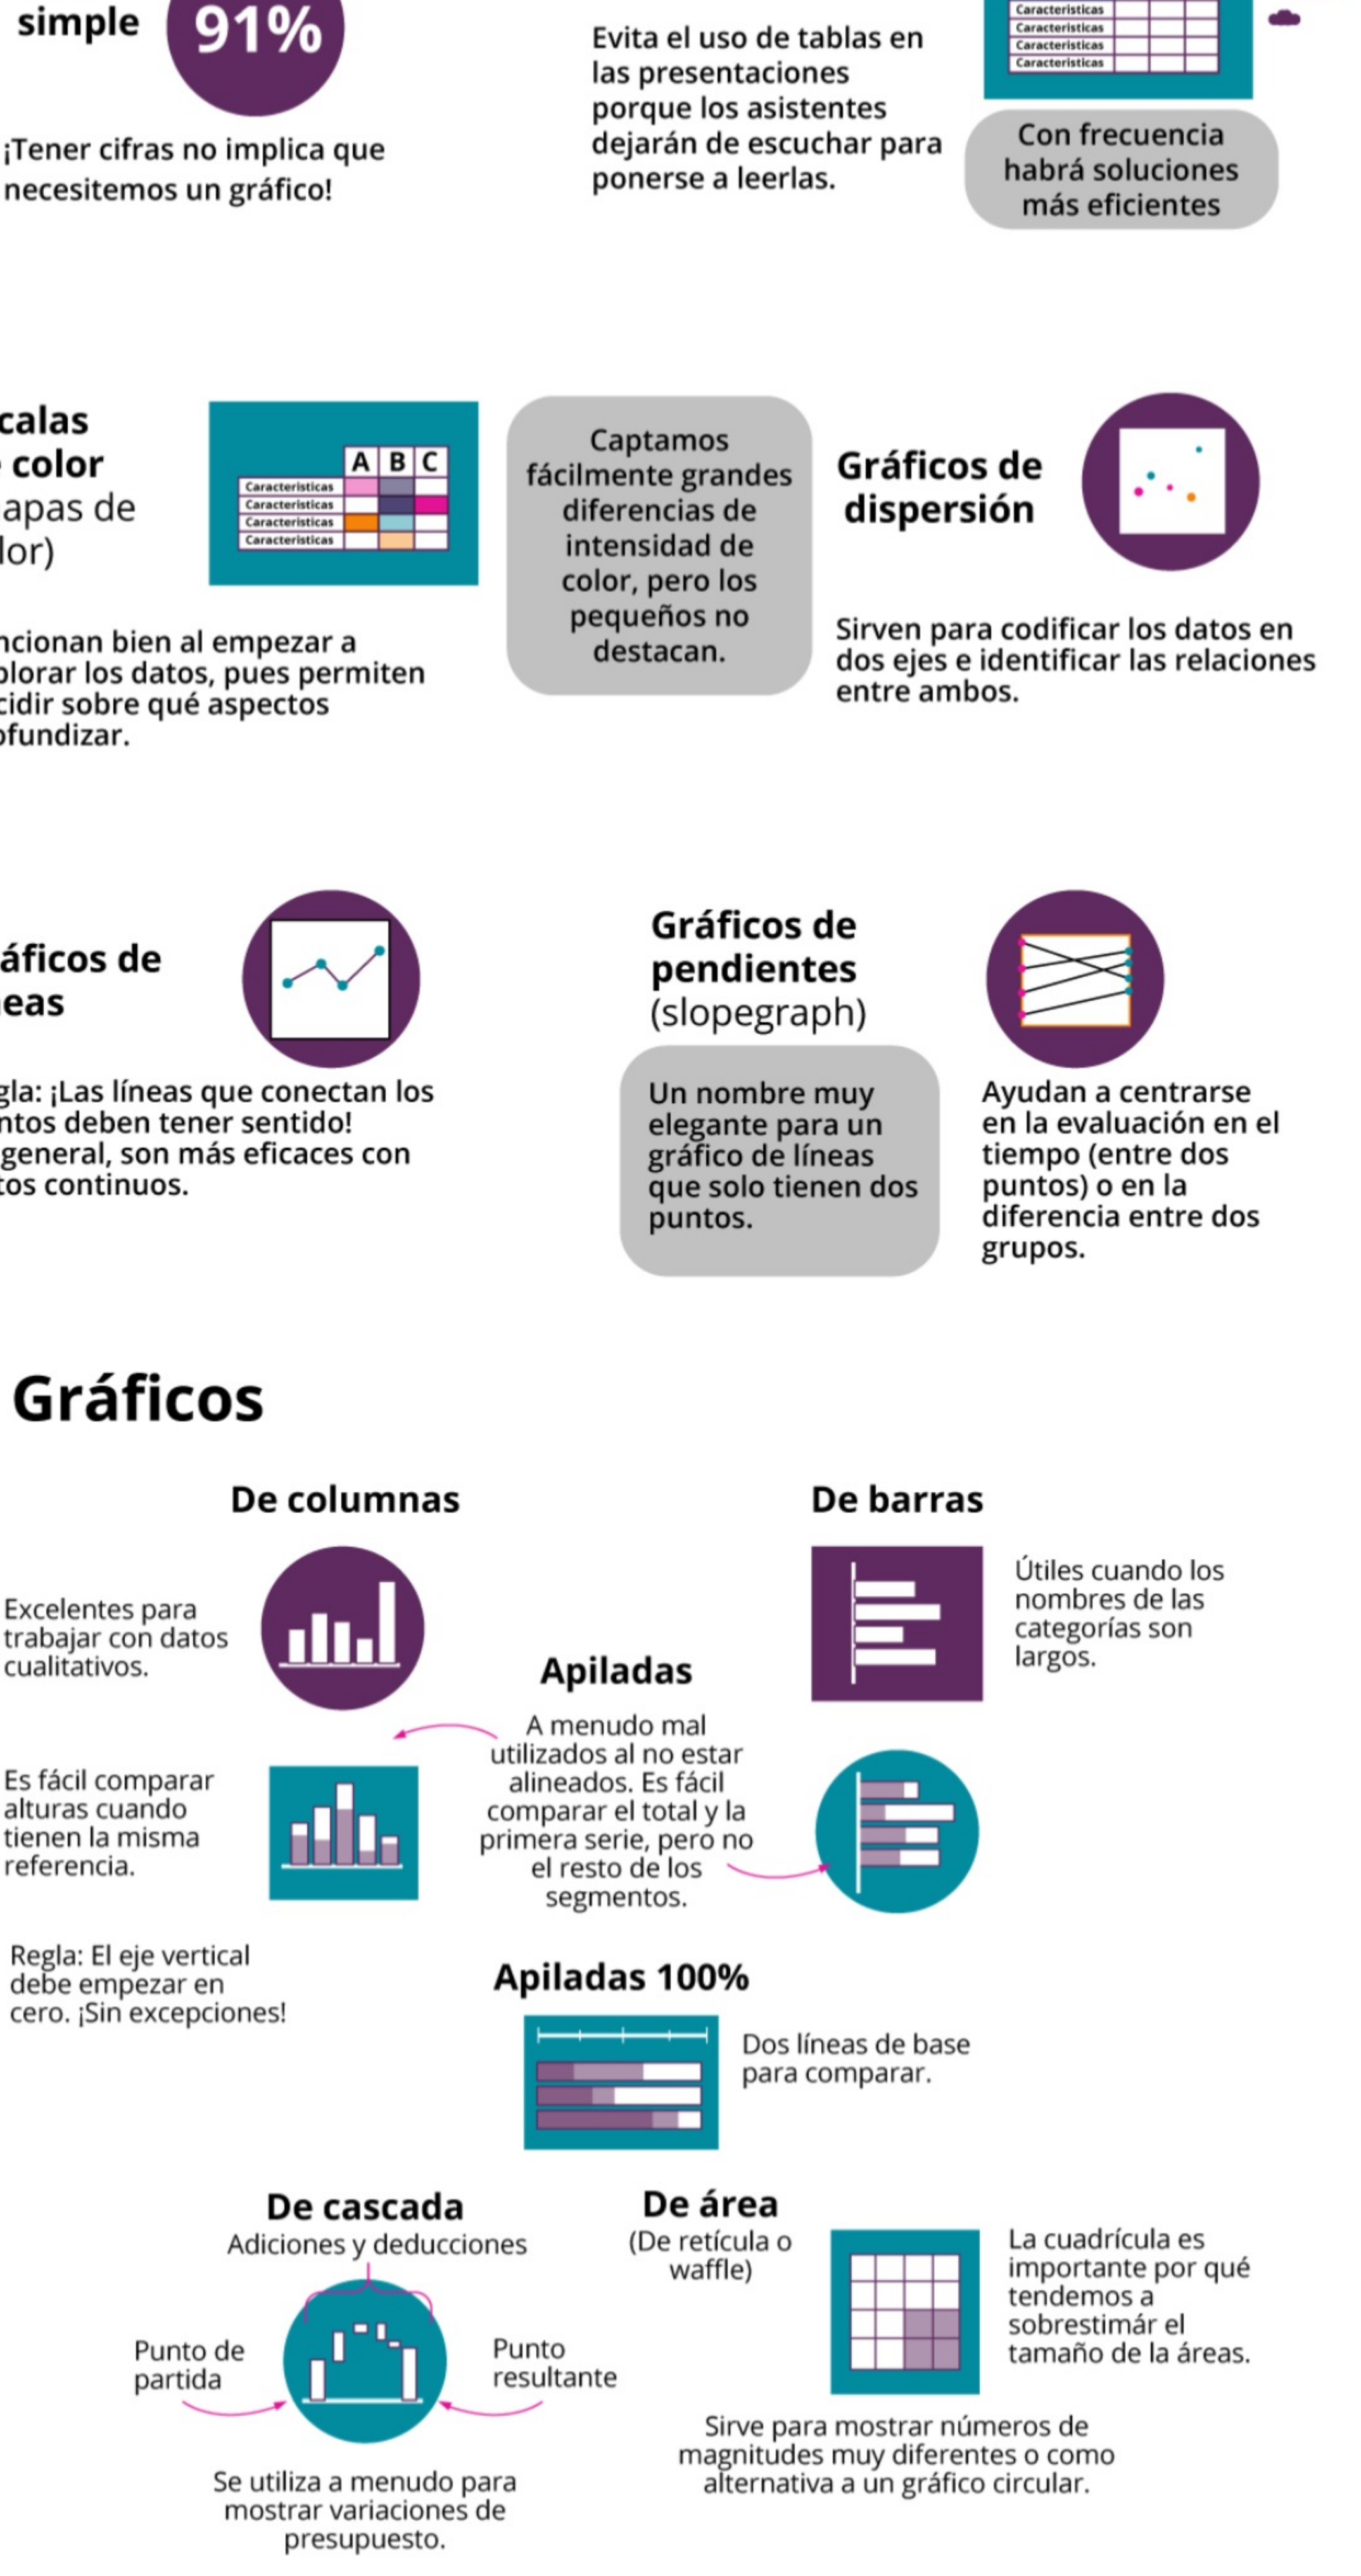 simple
91%
¡Tener cifras no implica que
necesitemos un gráfico!
Evita el uso de tablas en
las presentaciones
porque los asistentes
dejarán de escuchar para
ponerse a leerlas.
Caracteristicas
Caracteristicas
Caracteristicas
Caracteristicas
Con frecuencia
habrá soluciones
más eficientes
calas
color
apas de
lor)
A B C
Caracteristicas
Caracteristicas
Caracteristicas
Caracteristicas
ncionan bien al empezar a
plorar los datos, pues permiten
cidir sobre qué aspectos
ofundizar.
Captamos
fácilmente grandes
diferencias de
intensidad de
color, pero los
pequeños no
destacan.
Gráficos de
dispersión
Sirven para codificar los datos en
dos ejes e identificar las relaciones
entre ambos.
áficos de
eas
gla: ¡Las líneas que conectan los
ntos deben tener sentido!
general, son más eficaces con
tos continuos.
Gráficos de
pendientes
(slopegraph)
Un nombre muy
elegante para un
gráfico de líneas
que solo tienen dos
puntos.
Ayudan a centrarse
en la evaluación en el
tiempo (entre dos
puntos) o en la
diferencia entre dos
grupos.
Gráficos
De columnas
Excelentes para
trabajar con datos
cualitativos.
Es fácil comparar
alturas cuando
tienen la misma
referencia.
Regla: El eje vertical
debe empezar en
cero. ¡Sin excepciones!
De barras
Útiles cuando los
nombres de las
categorías son
largos.
Apiladas
A menudo mal
utilizados al no estar
alineados. Es fácil
comparar el total y la
primera serie, pero no
el resto de los
segmentos.
Apiladas 100%
Dos líneas de base
para comparar.
De cascada
Adiciones y deducciones
Punto de
partida
Punto
resultante
Se utiliza a menudo para
mostrar variaciones de
presupuesto.
De área
(De retícula o
waffle)
La cuadrícula es
importante por qué
tendemos a
sobrestimár el
tamaño de la áreas.
Sirve para mostrar números de
magnitudes muy diferentes o como
alternativa a un gráfico circular.